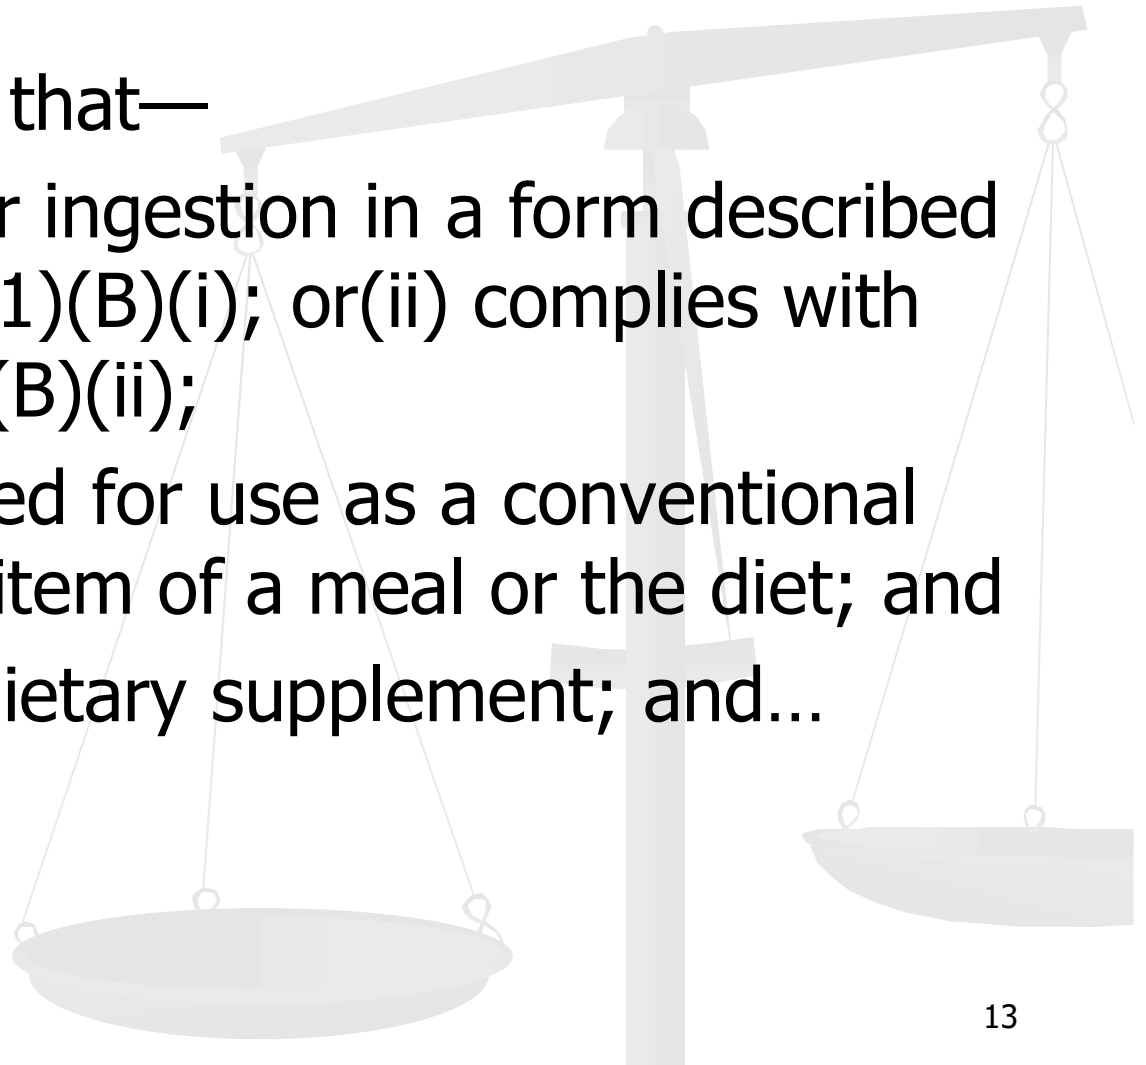 that—
r ingestion in a form described
1)(B)(i); or(ii) complies with
(B)(ii);
ed for use as a conventional
item of a meal or the diet; and
ietary supplement; and…
13